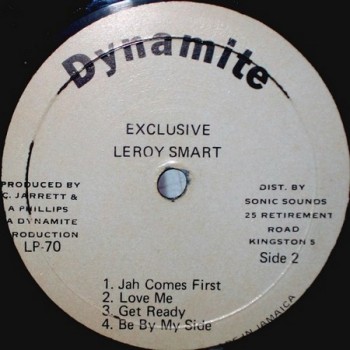 Dynamite
EXCLUSIVE
LEROY SMART
PRODUCED BY
C. JARRETT &
A PHILLIPS
A DYNAMITE
PRODUCTION
LP-70
DIST. BY
SONIC SOUNDS
25 RETIREMENT
ROAD
KINGSTON 5
Side 2
1. Jah Comes First
2. Love Me
3. Get Ready
4. Be By My Side
IN JAMAICA